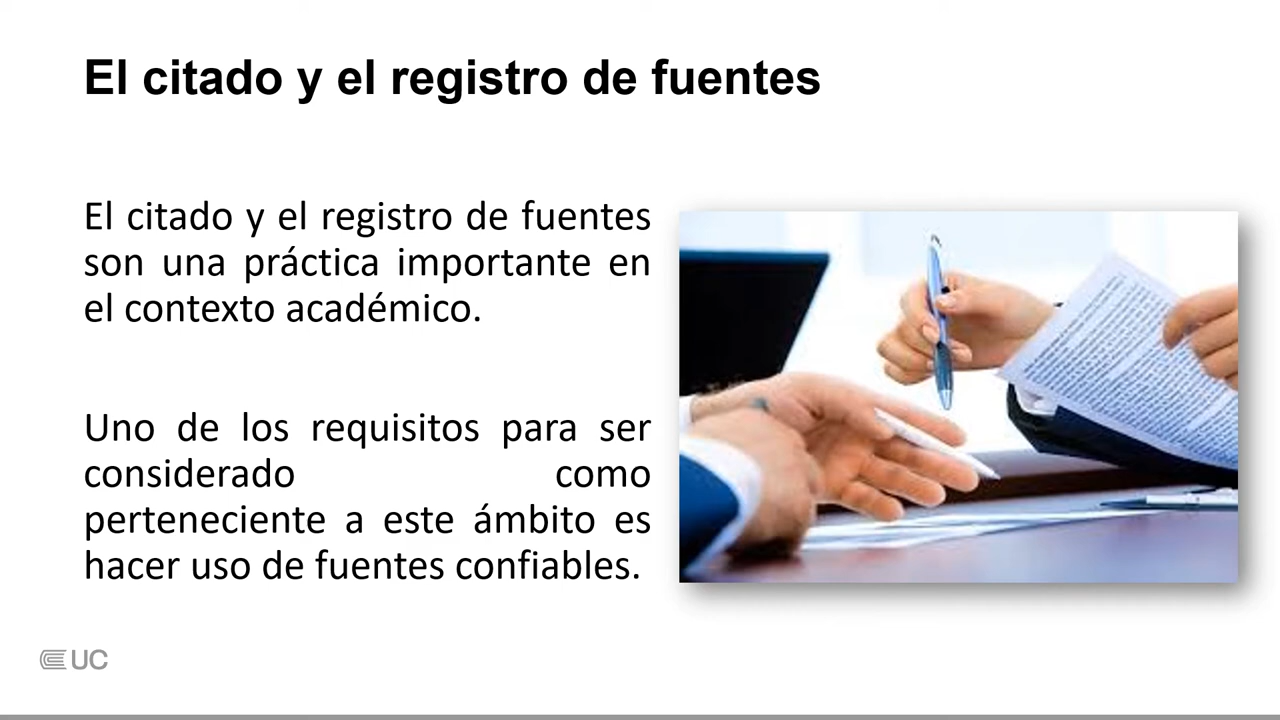 El citado y el registro de fuentes
El citado y el registro de fuentes
son una práctica importante en
el contexto académico.
Uno de los requisitos para ser
considerado como
perteneciente a este ámbito es
hacer uso de fuentes confiables.
UC